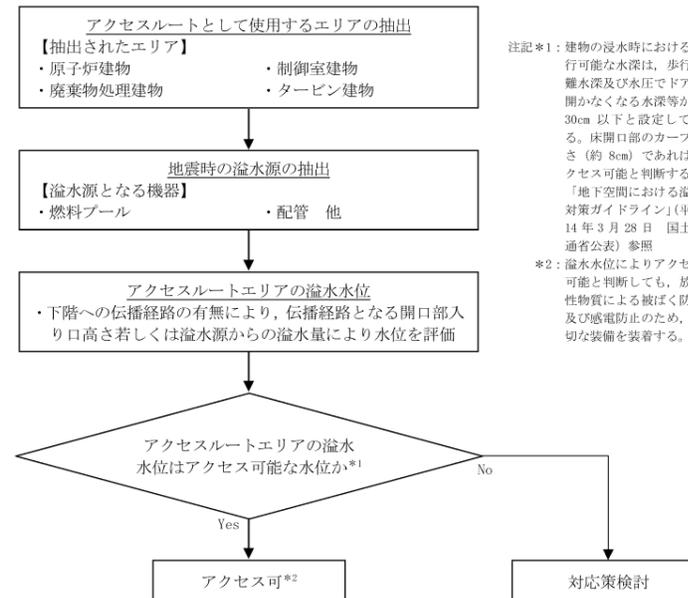 アクセスルートとして使用するエリアの抽出
【抽出されたエリア】
・原子炉建物 ・制御室建物
・廃棄物処理建物 ・タービン建物
地震時の溢水源の抽出
【溢水源となる機器】
・燃料プール ・配管　他
アクセスルートエリアの溢水水位
・下階への伝播経路の有無により，伝播経路となる開口部入
り口高さ若しくは溢水源からの溢水量により水位を評価
アクセスルートエリアの溢水
水位はアクセス可能な水位か*1
No
Yes
アクセス可*2
対応策検討
注記＊1：建物の浸水時における
行可能な水深は，歩行
難水深及び水圧でドア
開かなくなる水深等か
30cm 以下と設定して
る。床開口部のカーブ
さ（約 8cm）であれば
クセス可能と判断する
「地下空間における溢
対策ガイドライン」（平
14 年 3 月 28 日　国土
通省公表）参照
＊2：溢水水位によりアクセ
可能と判断しても，放
性物質による被ばく防
及び感電防止のため，
切な装備を装着する。